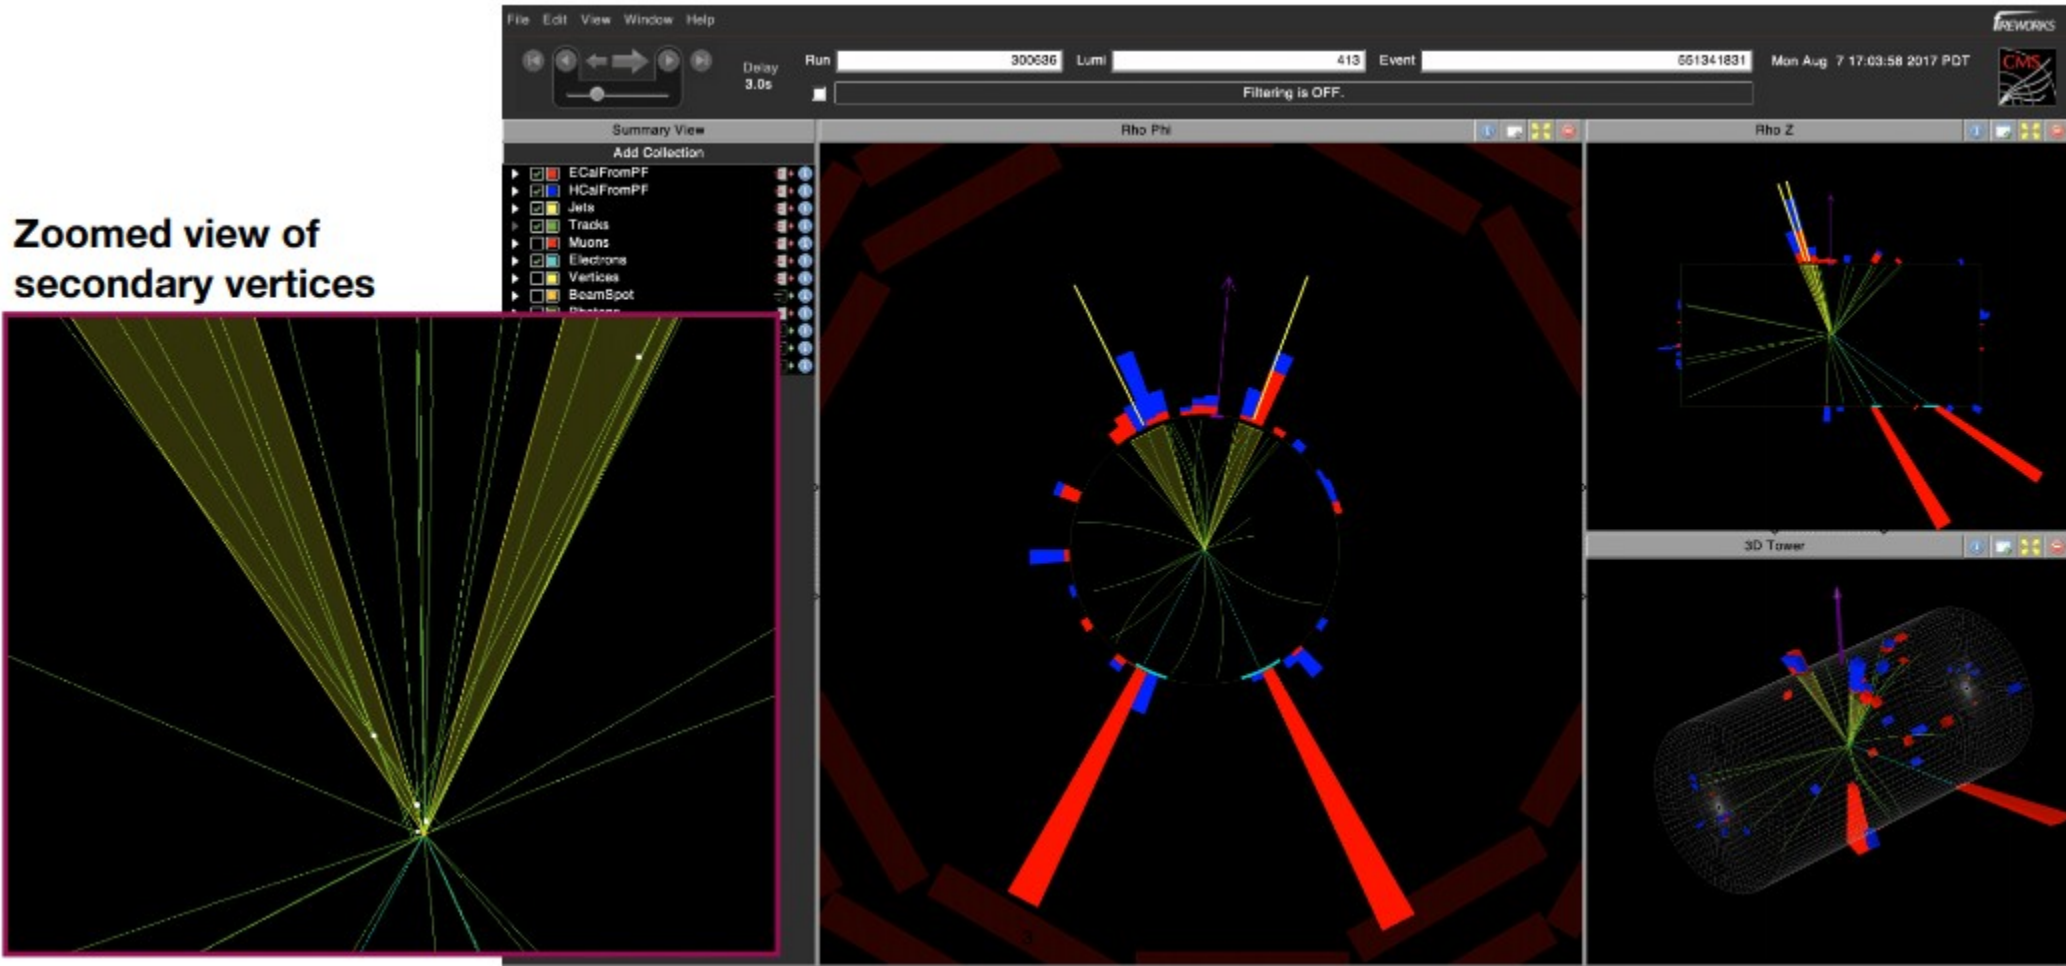 File Edit View Window Help
FIREWORKS
Delay
3.0s
Run 300636 Lumi 413 Event 551341831 Mon Aug 7 17:03:58 2017 PDT
CMS
Filtering is OFF.
Summary View
Add Collection
ECalFromPF
HCalFromPF
Jets
Tracks
Muons
Electrons
Vertices
BeamSpot
Rho Phi
Rho Z
3D Tower
Zoomed view of
secondary vertices
3